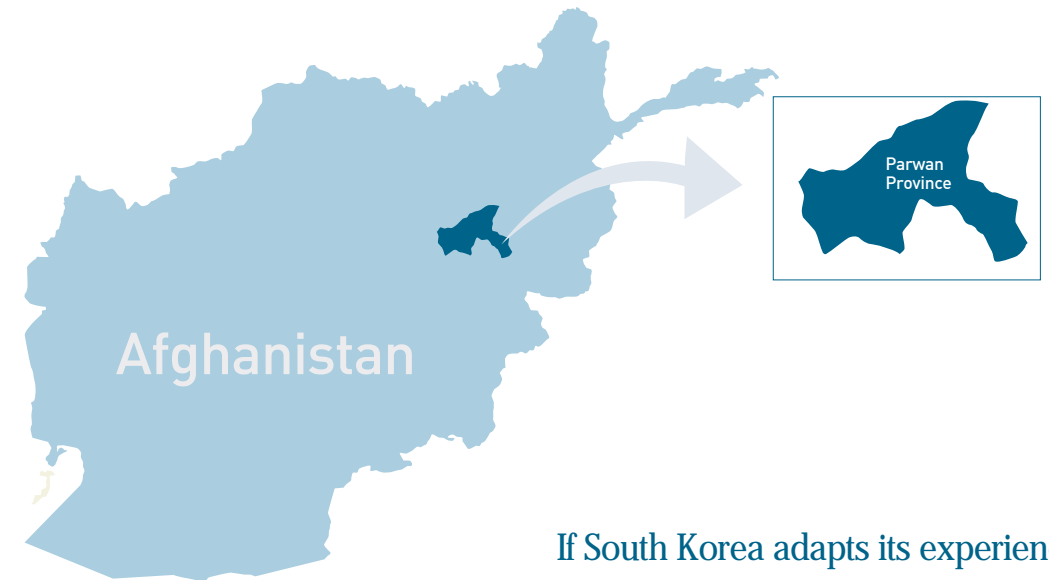 Parwan
Province
Afghanistan
If South Korea adapts its experien